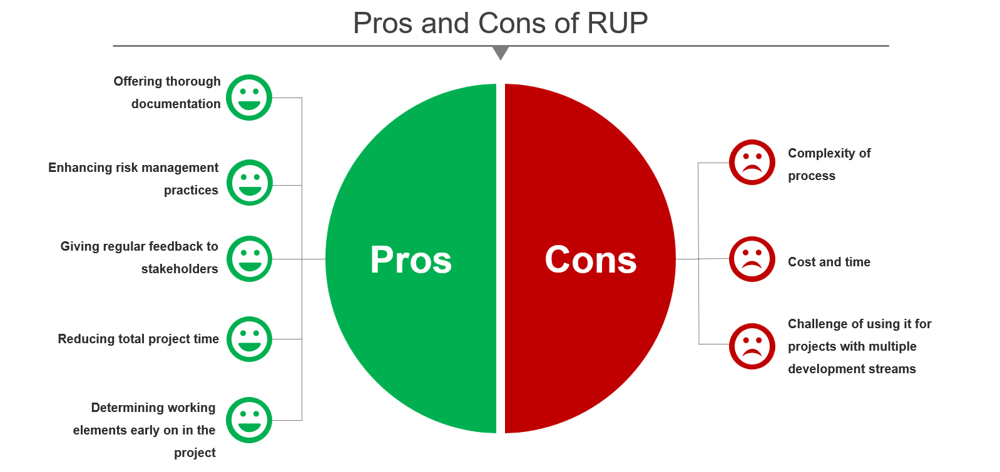 Pros and Cons of RUP
Offering thorough
documentation
Enhancing risk management
practices
Giving regular feedback to
stakeholders
Reducing total project time
Determining working
elements early on in the
project
Pros
Cons
Complexity of
process
Cost and time
Challenge of using it for
projects with multiple
development streams